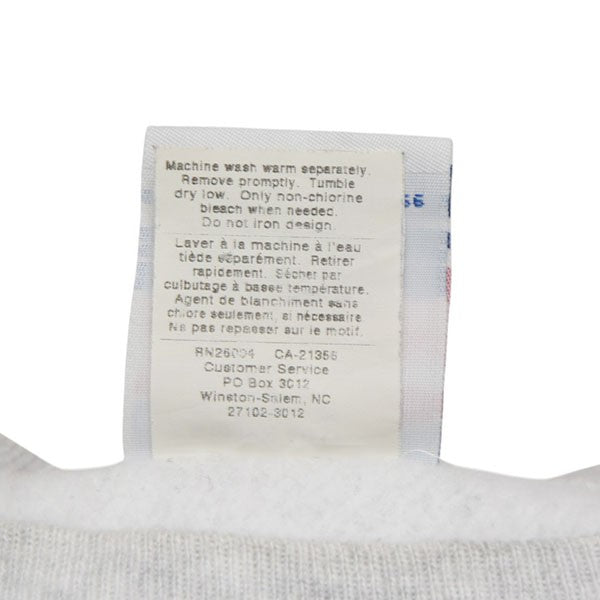 Machine wash warm separately.
Remove promptly. Tumble
dry low. Only non-chlorine
bleach when needed.
Do not iron design.
Laver à la machine à l'eau
tiède séparément. Retirer
rapidement. Sécher par
culbutage à basse température.
Agent de blanchiment sans
chlore seulement, si nécessaire
Ne pas repasser sur le motif.
RN26094 CA-21356
Customer Service
PO Box 3012
Winston-Salem, NC
27102-3012